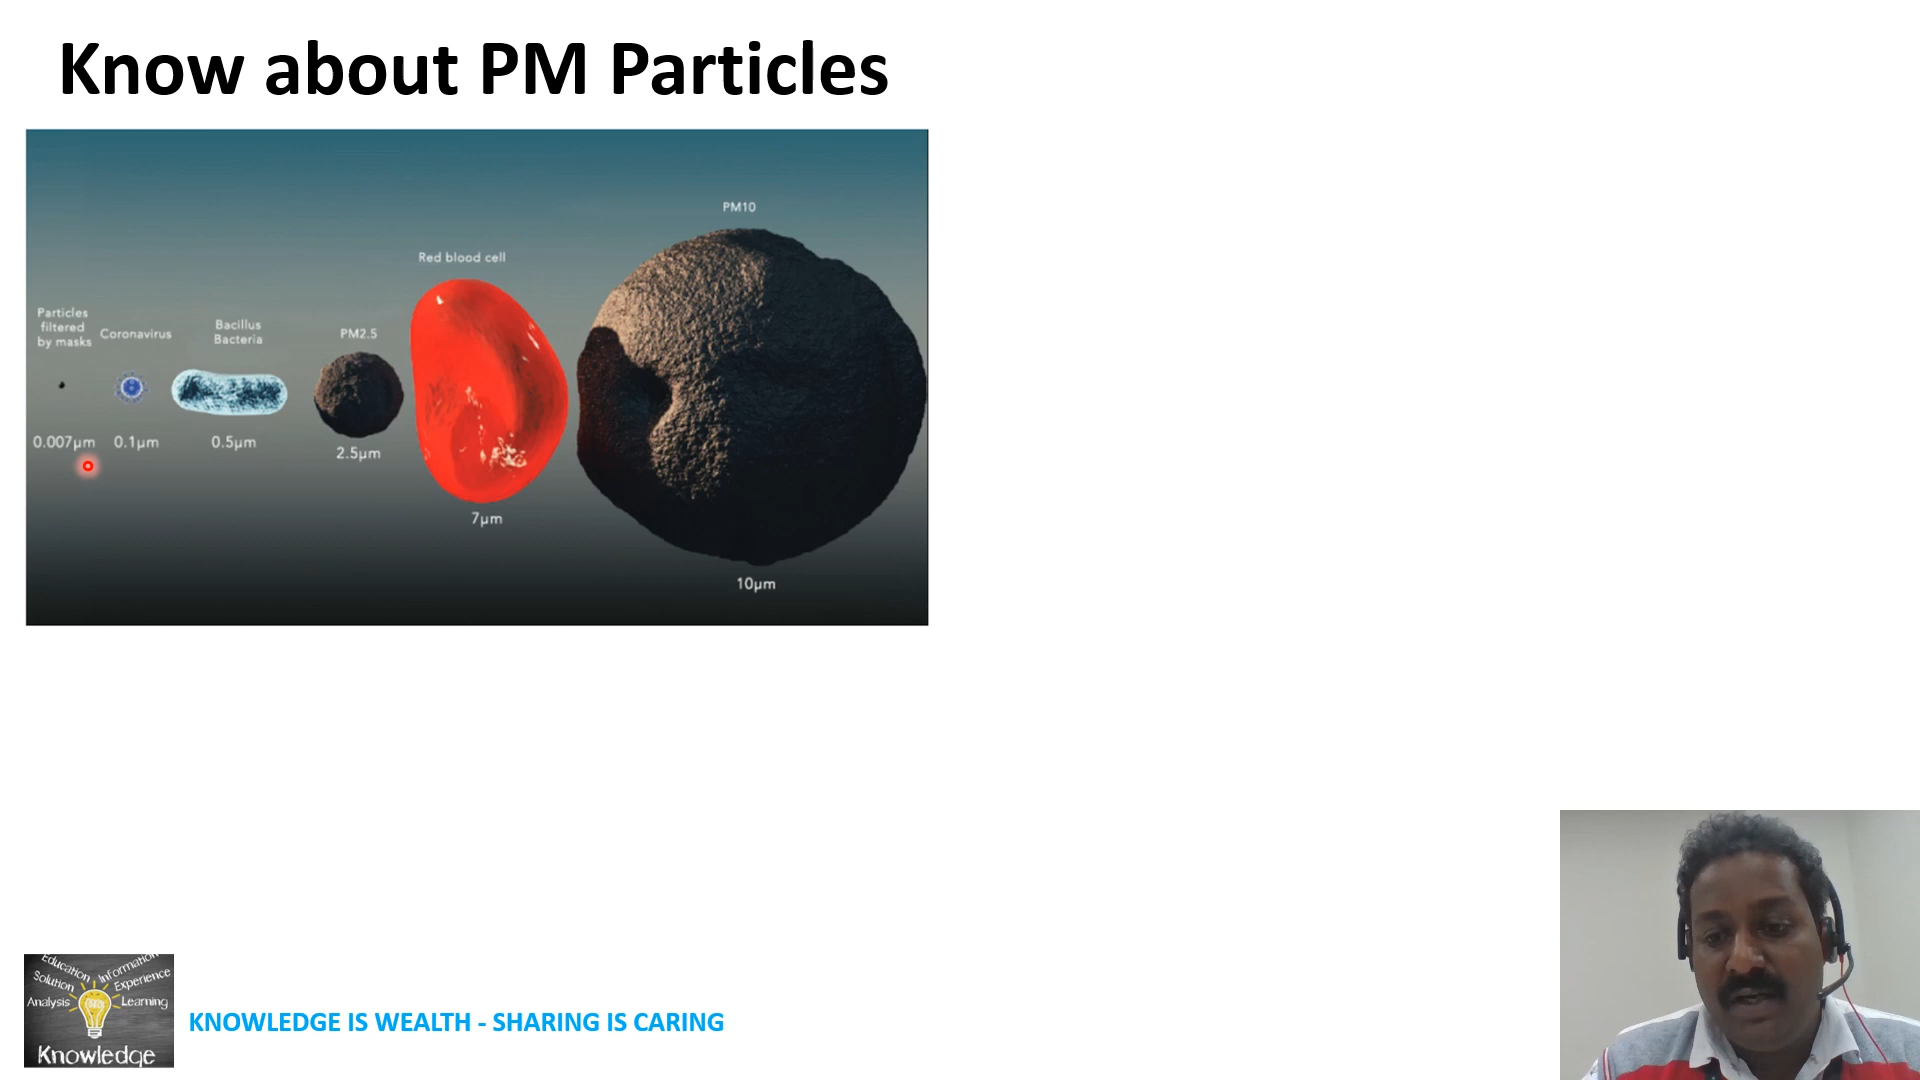 Know about PM Particles
PM10
Red blood cell
Particles
filtered
by masks
Coronavirus
Bacillus
Bacteria
PM2.5
0.007µm
0.1µm
0.5µm
2.5µm
7µm
10µm
Education
Information
Solution
Experience
Analysis
Learning
Knowledge
KNOWLEDGE IS WEALTH - SHARING IS CARING